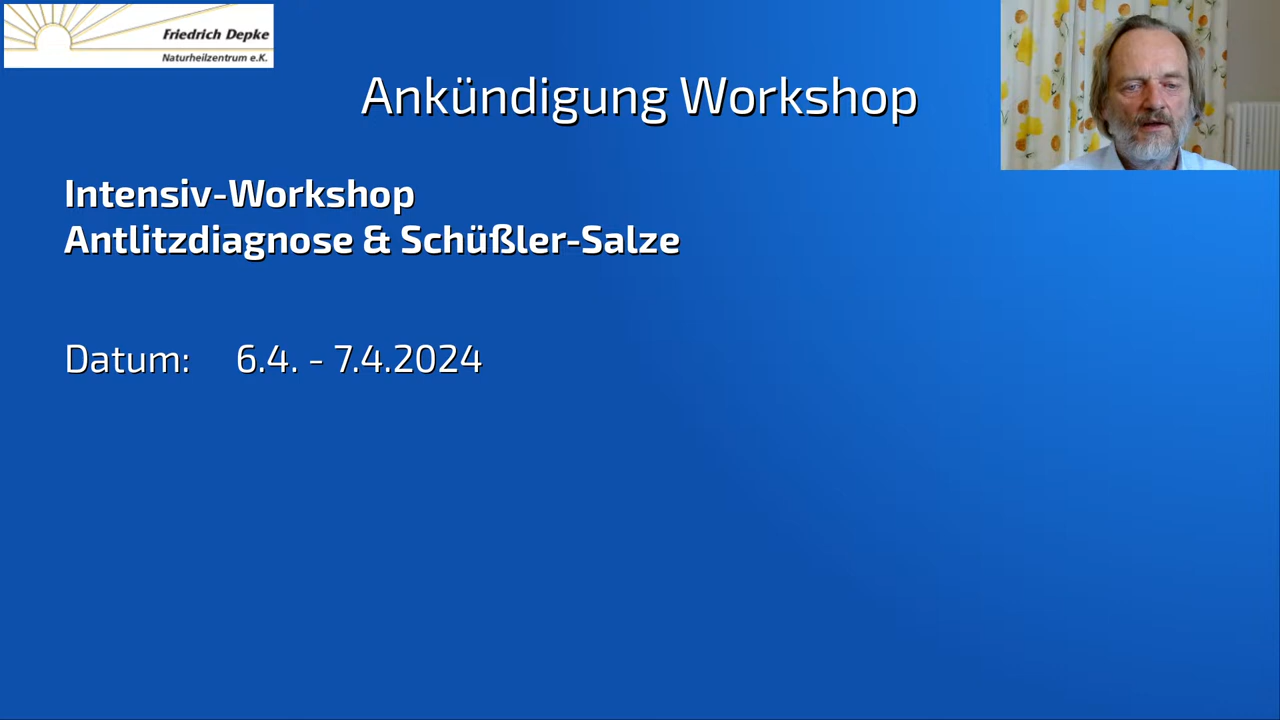 Friedrich Depke
Naturheilzentrum e.K.
Ankündigung Workshop
Intensiv-Workshop
Antlitzdiagnose & Schüßler-Salze
Datum: 6.4. - 7.4.2024